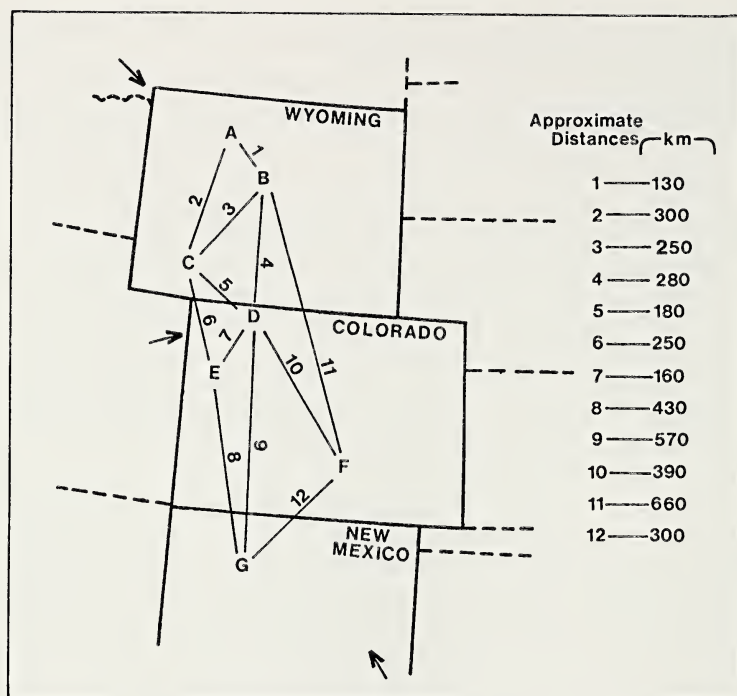 WYOMING
A
1
B
2
3
C
4
5
D
COLORADO
6
7
E
10
11
8
9
F
12
NEW
MEXICO
G
Approximate
Distances km
1——130
2——300
3——250
4——280
5——180
6——250
7——160
8——430
9——570
10——390
11——660
12——300